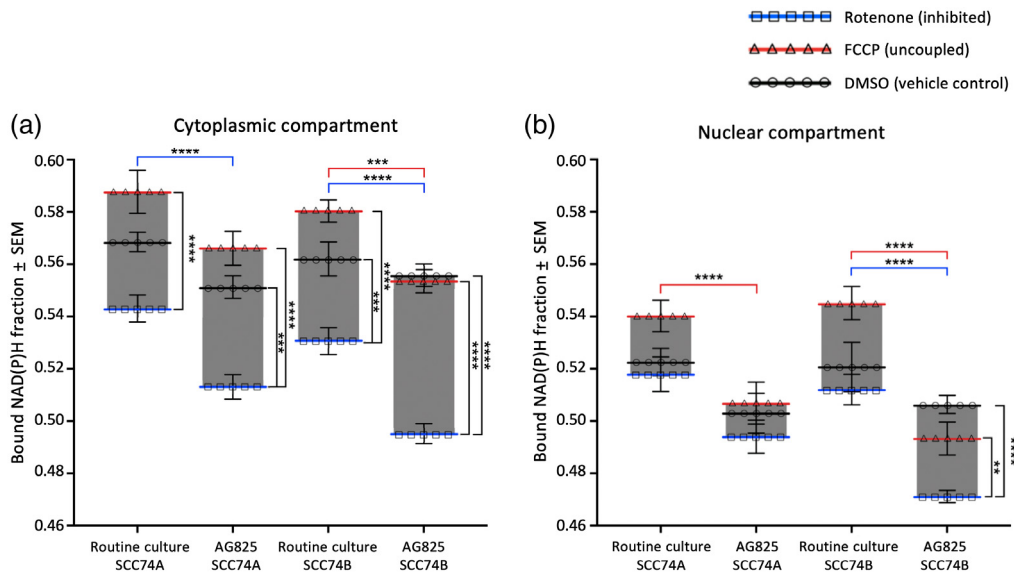 Rotenone (inhibited)
FCCP (uncoupled)
DMSO (vehicle control)
(a)
Cytoplasmic compartment
Bound NAD(P)H fraction ± SEM
0.60
0.58
0.56
0.54
0.52
0.50
0.48
0.46
****
***
****
****
****
***
****
***
****
****
Routine culture
SCC74A
AG825
SCC74A
Routine culture
SCC74B
AG825
SCC74B
(b)
Nuclear compartment
Bound NAD(P)H fraction ± SEM
0.60
0.58
0.56
0.54
0.52
0.50
0.48
0.46
****
****
****
**
****
Routine culture
SCC74A
AG825
SCC74A
Routine culture
SCC74B
AG825
SCC74B